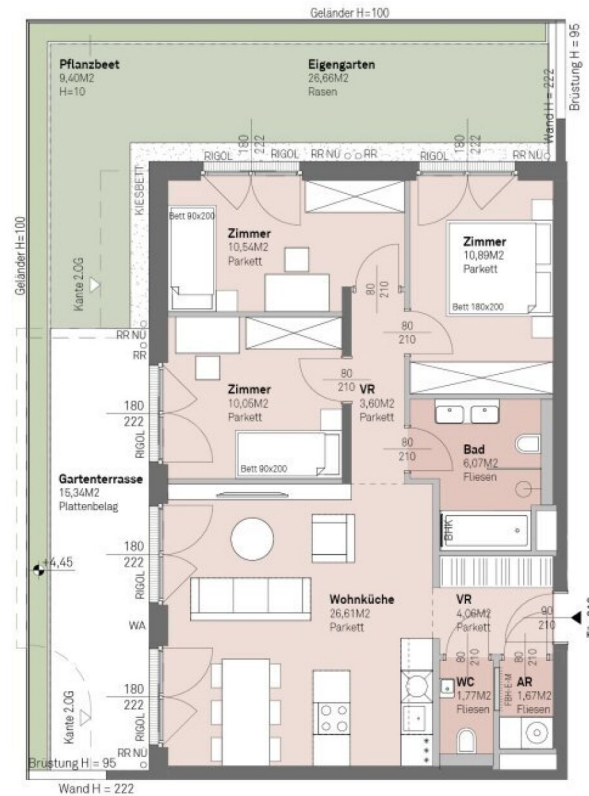 Geländer H=100
Brüstung H = 95
Pflanzbeet
9,40M2
H=10
Eigengarten
26,66M2
Rasen
Wand H = 222
180
222
180
222
RIGOL
RIGOL
RR NÜ
RR
RIGOL
RR NÜ
KIESBETT
Geländer H=100
Kante 2.OG
Bett 90x200
Zimmer
10,54M2
Parkett
80
210
Zimmer
10,89M2
Parkett
Bett 180x200
80
210
RR NÜ
RR
180
222
RIGOL
Zimmer
10,05M2
Parkett
Bett 90x200
80
210
VR
3,60M2
Parkett
80
210
Bad
6,07M2
Fliesen
BHK
Gartenterrasse
15,34M2
Plattenbelag
180
222
RIGOL
+4,45
WA
Wohnküche
26,61M2
Parkett
VR
4,06M2
Parkett
90
210
80
210
80
210
WC
1,77M2
Fliesen
FBH-E-M
AR
1,67M2
Fliesen
180
222
RIGOL
Kante 2.OG
RR NÜ
Brüstung H = 95
Wand H = 222